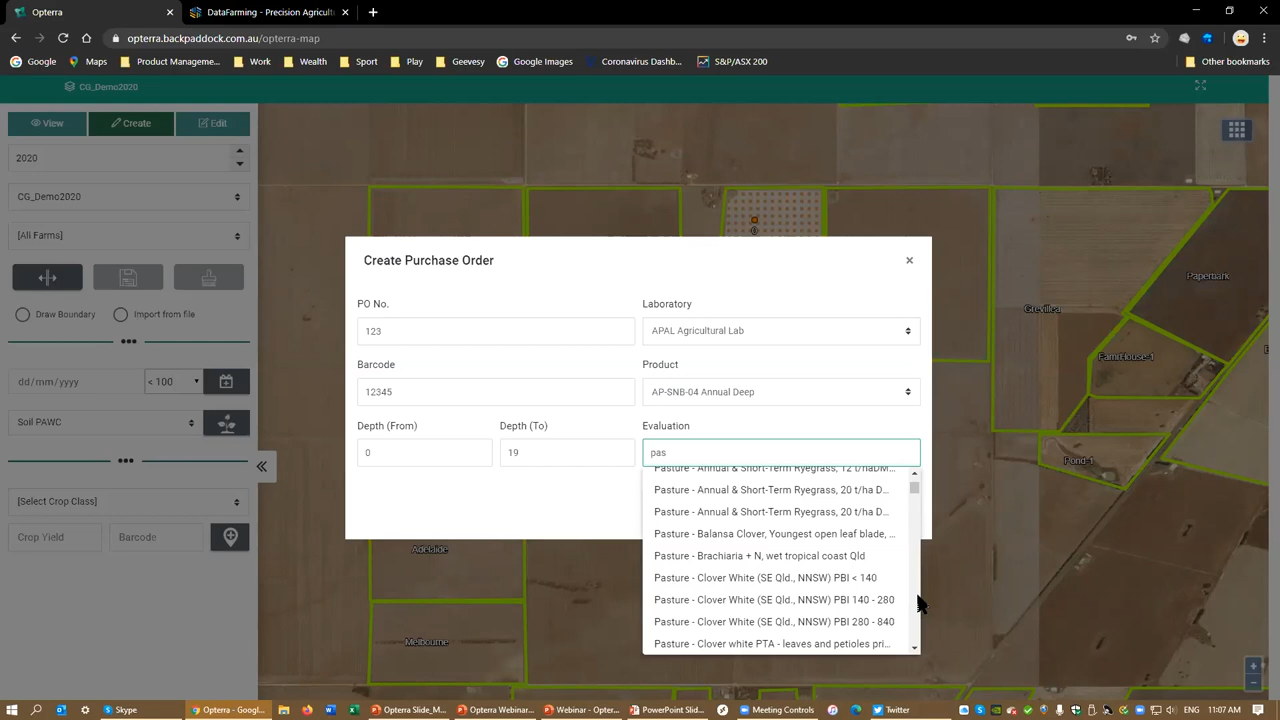 Opterra
DataFarming - Precision Agricult
opterra.backpaddock.com.au/opterra-map
Google Maps Product Manageme... Work Wealth Sport Play Geevesy Google Images Coronavirus Dashbo... S&P/ASX 200 Other bookmarks
CG_Demo2020
View Create Edit
2020
CG_Demo2020
[All Farms]
Draw Boundary Import from file
dd/mm/yyyy < 100
Soil PAWC
[Select Crop Class]
Crop Yield Barcode
Create Purchase Order
PO No. Laboratory
123 APAL Agricultural Lab
Barcode Product
12345 AP-SNB-04 Annual Deep
Depth (From) Depth (To) Evaluation
0 19 pas
Pasture - Annual & Short-Term Ryegrass, 12 t/haDM...
Pasture - Annual & Short-Term Ryegrass, 20 t/ha D...
Pasture - Annual & Short-Term Ryegrass, 20 t/ha D...
Pasture - Balansa Clover, Youngest open leaf blade, ...
Pasture - Brachiaria + N, wet tropical coast Qld
Pasture - Clover White (SE Qld., NNSW) PBI < 140
Pasture - Clover White (SE Qld., NNSW) PBI 140 - 280
Pasture - Clover White (SE Qld., NNSW) PBI 280 - 840
Pasture - Clover white PTA - leaves and petioles pri...
Paperbark
Grevillea
FarmHouse-1
Pond-1
Adelaide
Melbourne
Skype Opterra - Googl... Opterra Slide_M... Opterra Webinar... Webinar - Opter... PowerPoint Slid... Meeting Controls Twitter 11:07 AM